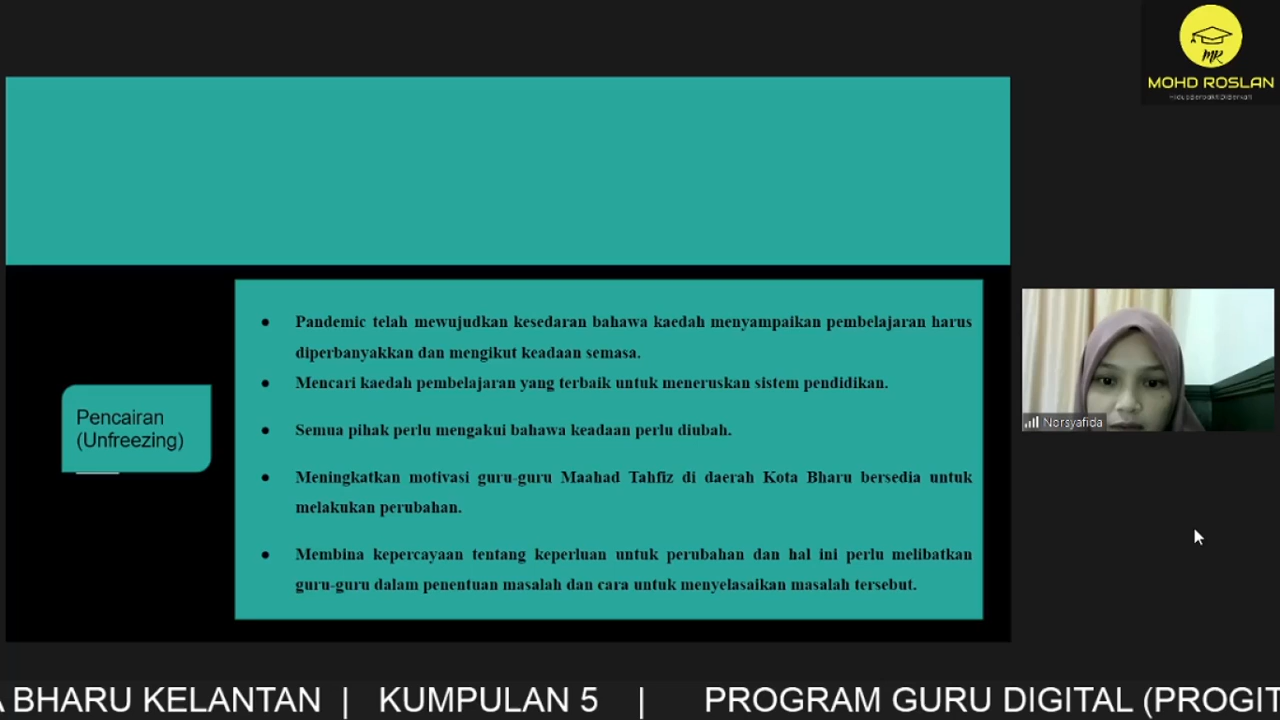 MR
MOHD ROSLAN
Pandemic telah mewujudkan kesedaran bahawa kaedah menyampaikan pembelajaran harus
diperbanyakkan dan mengikut keadaan semasa.
Mencari kaedah pembelajaran yang terbaik untuk meneruskan sistem pendidikan.
Pencairan
(Unfreezing)
Semua pihak perlu mengakui bahawa keadaan perlu diubah.
Meningkatkan motivasi guru-guru Maahad Tahfiz di daerah Kota Bharu bersedia untuk
melakukan perubahan.
Membina kepercayaan tentang keperluan untuk perubahan dan hal ini perlu melibatkan
guru-guru dalam penentuan masalah dan cara untuk menyelasaikan masalah tersebut.
Norsyafida
A BHARU KELANTAN | KUMPULAN 5 | PROGRAM GURU DIGITAL (PROGIT